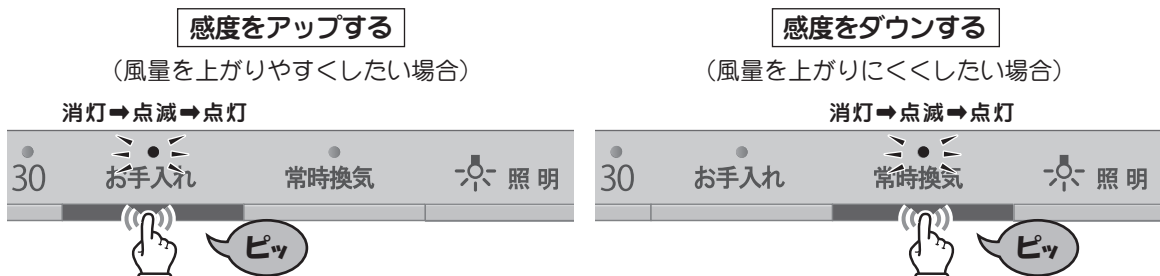 感度をアップする
（風量を上がりやすくしたい場合）
消灯➡点滅➡点灯
30 お手入れ 常時換気 照明
ピッ
感度をダウンする
（風量を上がりにくくしたい場合）
消灯➡点滅➡点灯
30 お手入れ 常時換気 照明
ピッ